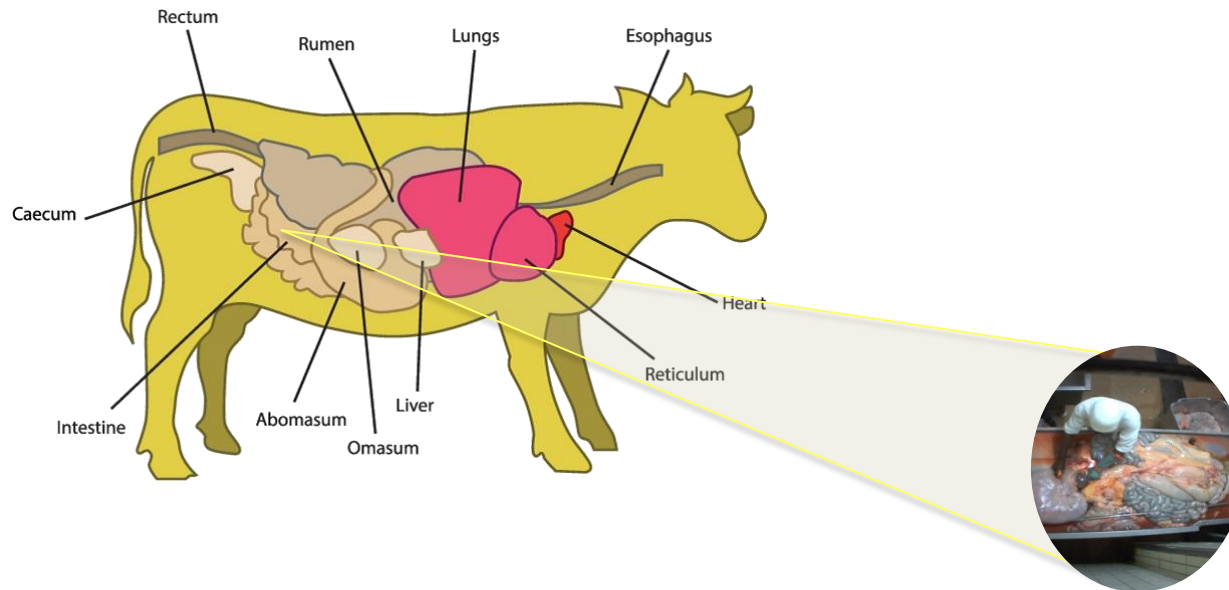 Rectum
Rumen
Lungs
Esophagus
Caecum
Heart
Reticulum
Intestine
Abomasum
Liver
Omasum